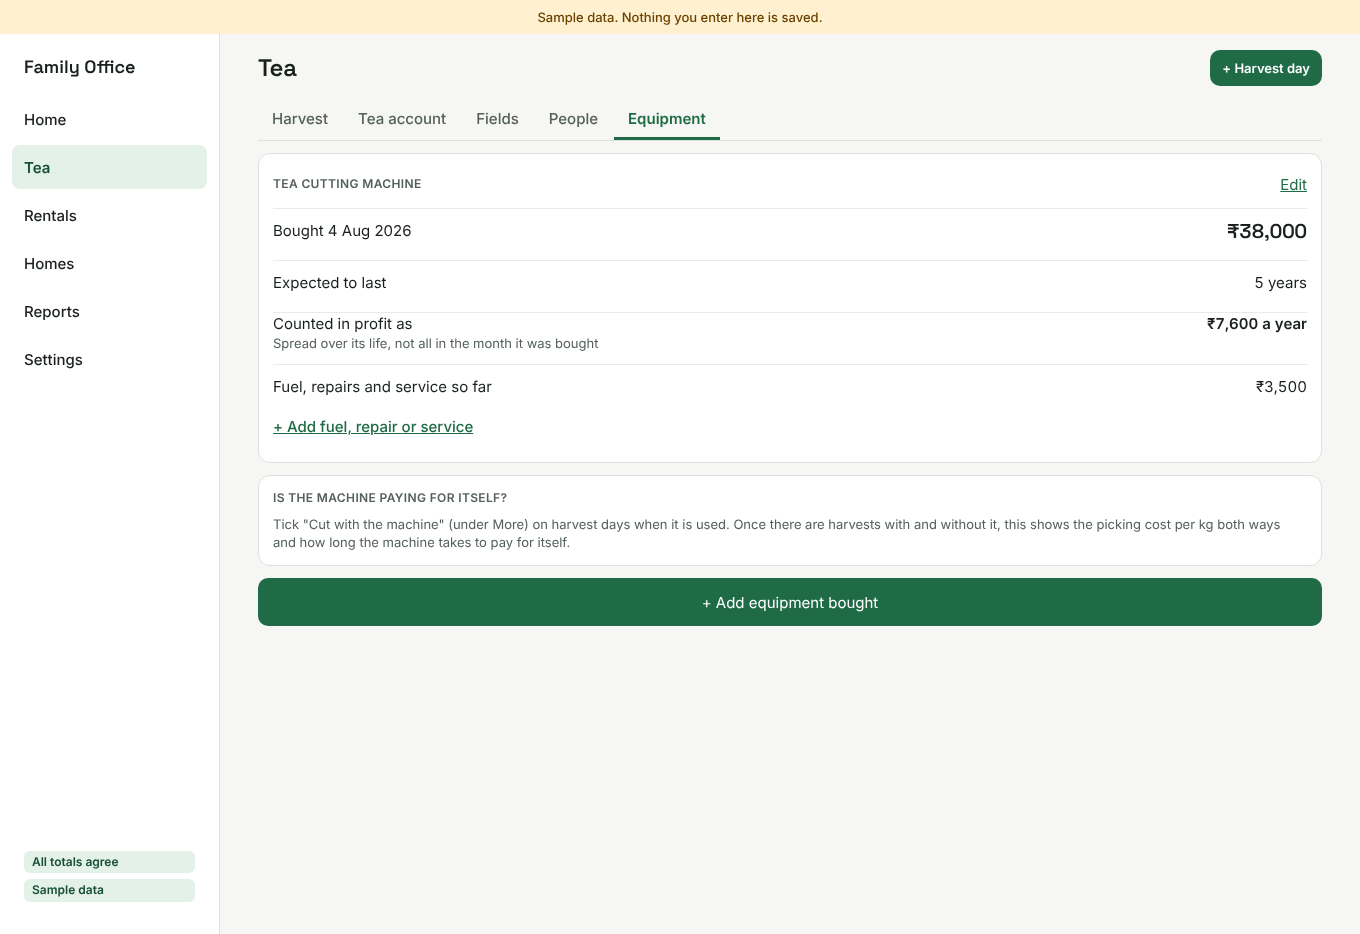 Sample data. Nothing you enter here is saved.
Family Office
Home
Tea
Rentals
Homes
Reports
Settings
All totals agree
Sample data
Tea
+ Harvest day
Harvest
Tea account
Fields
People
Equipment
TEA CUTTING MACHINE
Edit
Bought 4 Aug 2026
₹38,000
Expected to last
5 years
Counted in profit as
₹7,600 a year
Spread over its life, not all in the month it was bought
Fuel, repairs and service so far
₹3,500
+ Add fuel, repair or service
IS THE MACHINE PAYING FOR ITSELF?
Tick "Cut with the machine" (under More) on harvest days when it is used. Once there are harvests with and without it, this shows the picking cost per kg both ways
and how long the machine takes to pay for itself.
+ Add equipment bought